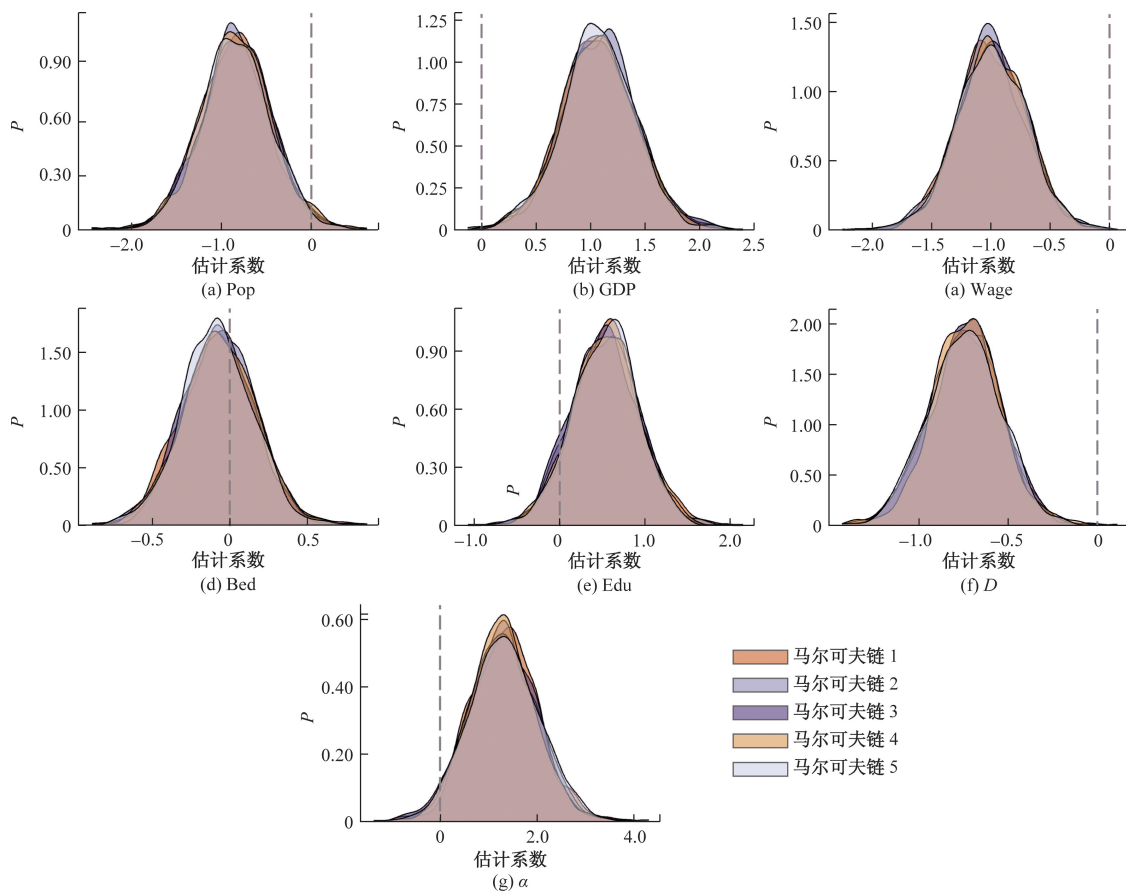 P
0.90
0.60
0.30
0
−2.0
−1.0
0
估计系数
(a) Pop
P
1.25
1.00
0.75
1.25
0.25
0
0
0.5
1.0
1.5
2.0
2.5
估计系数
(b) GDP
P
1.50
1.00
0.50
0
−2.0
−1.5
−1.0
−0.5
0
估计系数
(a) Wage
P
1.50
1.00
0.50
0
−0.5
0
0.5
估计系数
(d) Bed
P
0.90
0.60
0.30
0
P
−1.0
0
1.0
2.0
估计系数
(e) Edu
P
2.00
1.50
1.00
0.50
0
−1.0
−0.5
0
估计系数
(f) D
P
0.60
0.40
0.20
0
0
2.0
4.0
估计系数
(g) α
马尔可夫链 1
马尔可夫链 2
马尔可夫链 3
马尔可夫链 4
马尔可夫链 5